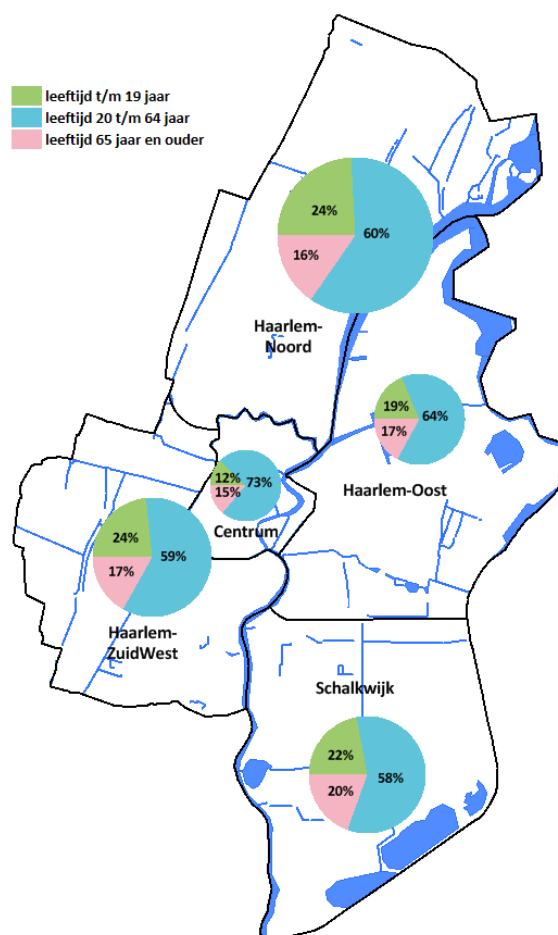 leeftijd t/m 19 jaar
leeftijd 20 t/m 64 jaar
leeftijd 65 jaar en ouder
24%
60%
16%
Haarlem-
Noord
19%
64%
17%
Haarlem-Oost
12%
73%
15%
Centrum
24%
59%
17%
Haarlem-
ZuidWest
Schalkwijk
22%
58%
20%